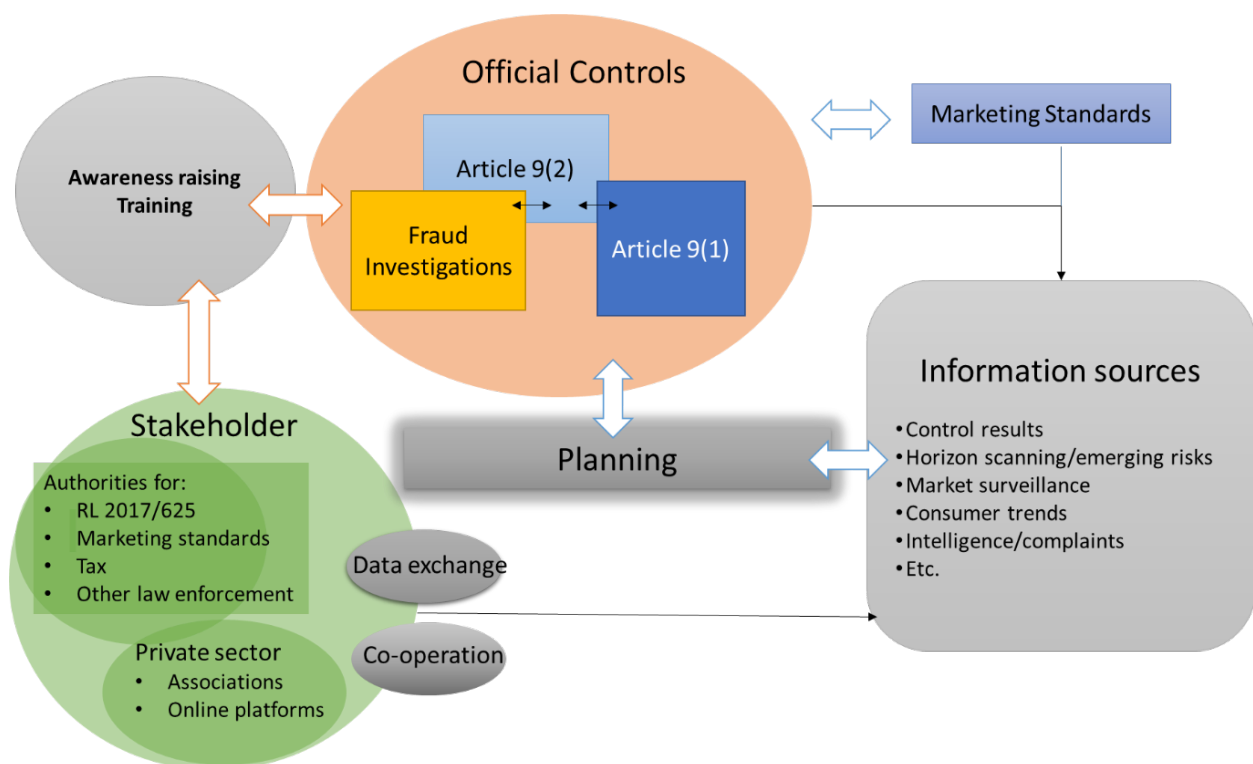 Official Controls
Marketing Standards
Awareness raising
Training
Article 9(2)
Fraud
Investigations
Article 9(1)
Information sources
•Control results
•Horizon scanning/emerging risks
•Market surveillance
•Consumer trends
•Intelligence/complaints
•Etc.
Planning
Stakeholder
Authorities for:
• RL 2017/625
• Marketing standards
• Tax
• Other law enforcement
Data exchange
Co-operation
Private sector
• Associations
• Online platforms